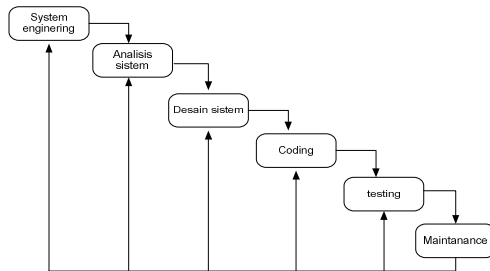 System
enginering
Analisis
sistem
Desain sistem
Coding
testing
Maintanance